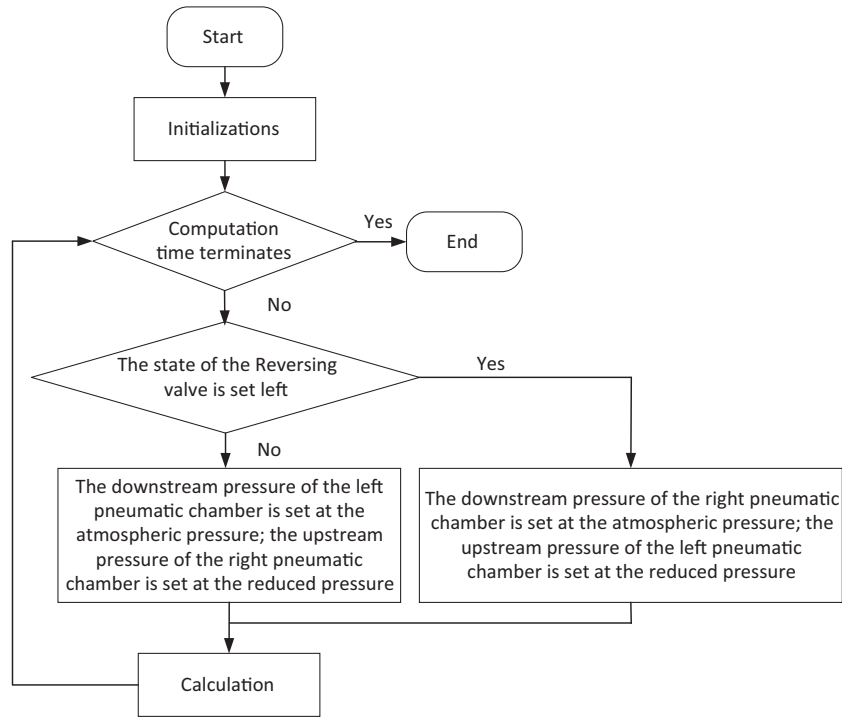 Start
Initializations
Computation
time terminates
Yes
End
No
The state of the Reversing
valve is set left
Yes
No
The downstream pressure of the left
pneumatic chamber is set at the
atmospheric pressure; the upstream
pressure of the right pneumatic
chamber is set at the reduced pressure
The downstream pressure of the right pneumatic
chamber is set at the atmospheric pressure; the
upstream pressure of the left pneumatic
chamber is set at the reduced pressure
Calculation